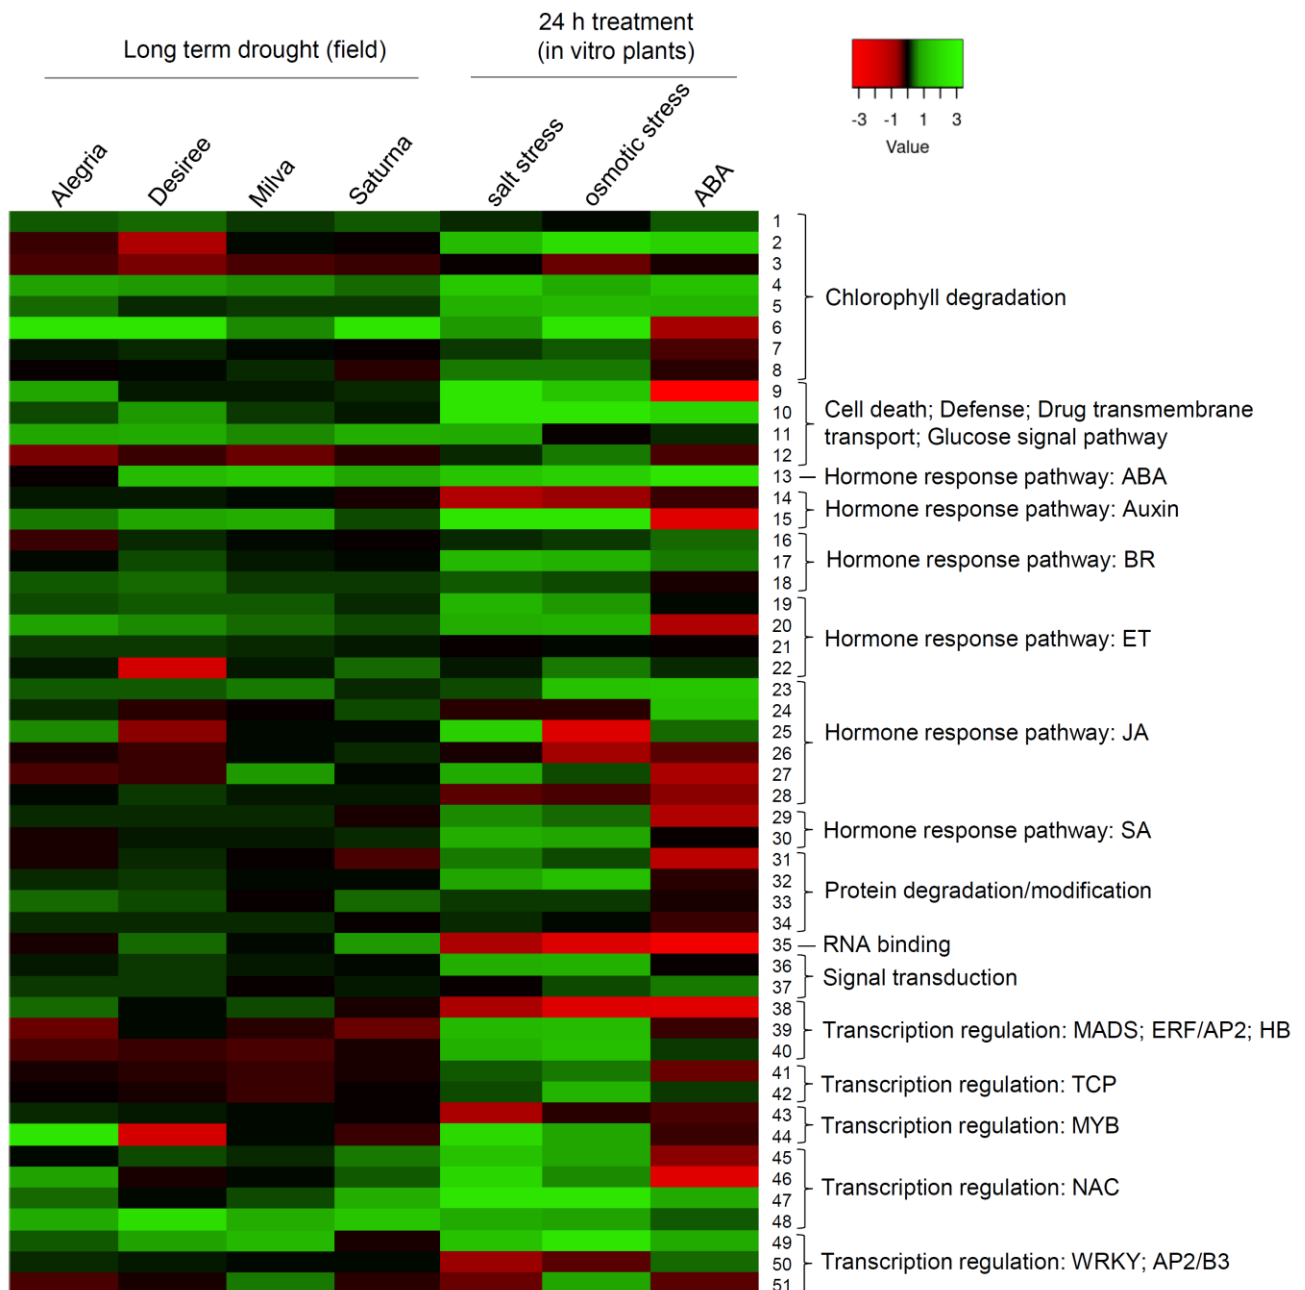 Long term drought (field)
24 h treatment
(in vitro plants)
-3 -1 1 3
Value
Alegria
Desiree
Milva
Saturna
salt stress
osmotic stress
ABA
1
2
3
4
5
6
7
8
Chlorophyll degradation
9
10
11
12
Cell death; Defense; Drug transmembrane
transport; Glucose signal pathway
13
Hormone response pathway: ABA
14
15
Hormone response pathway: Auxin
16
17
18
Hormone response pathway: BR
19
20
21
22
Hormone response pathway: ET
23
24
25
26
27
28
Hormone response pathway: JA
29
30
Hormone response pathway: SA
31
32
33
34
Protein degradation/modification
35
RNA binding
36
37
Signal transduction
38
39
40
Transcription regulation: MADS; ERF/AP2; HB
41
42
Transcription regulation: TCP
43
44
Transcription regulation: MYB
45
46
47
48
Transcription regulation: NAC
49
50
51
Transcription regulation: WRKY; AP2/B3